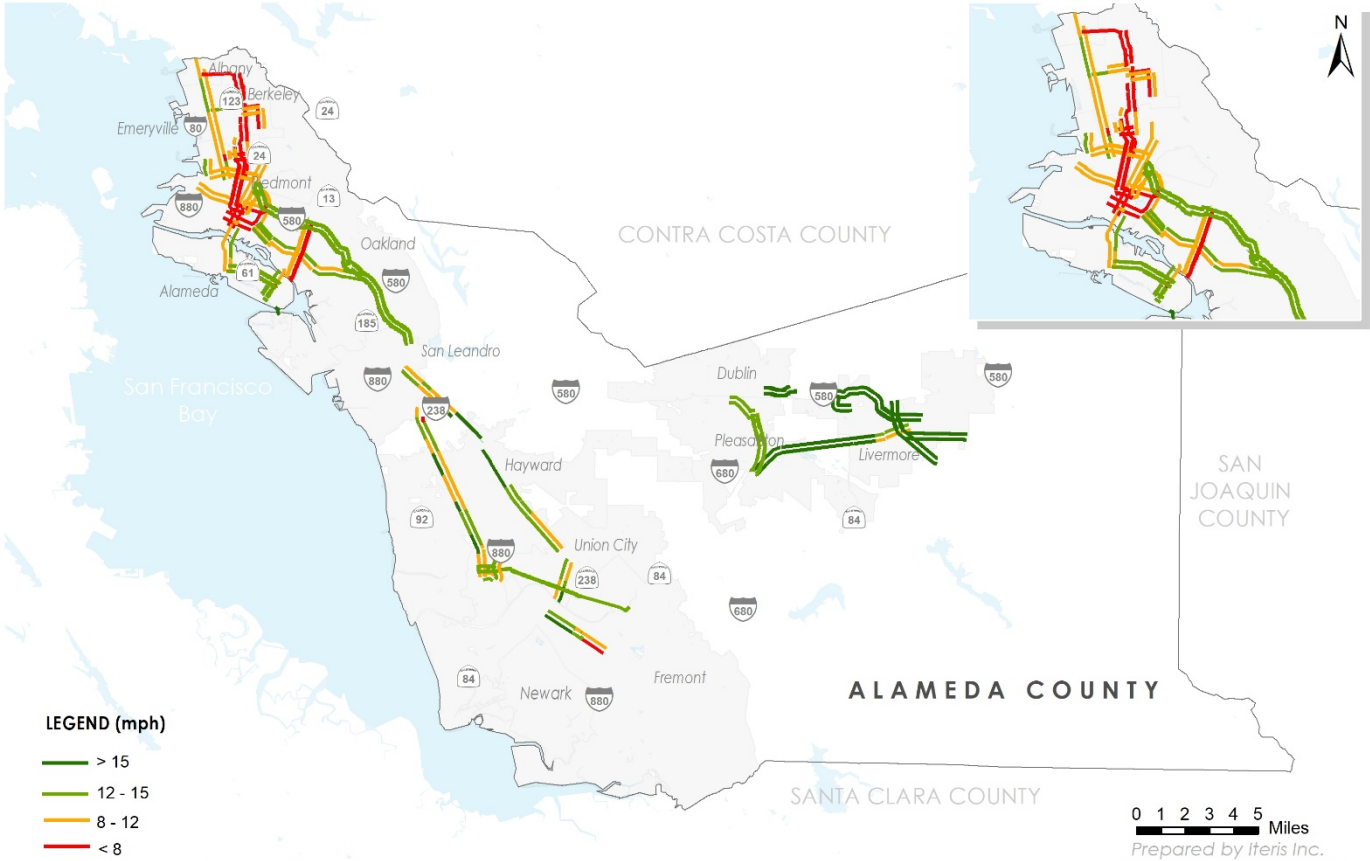 N
Albany
123
Berkeley
24
Emeryville
80
24
Piedmont
13
880
580
CONTRA COSTA COUNTY
Oakland
61
580
Alameda
185
San Leandro
880
San Francisco
Bay
580
Dublin
580
580
238
Pleasanton
Livermore
Hayward
680
SAN
JOAQUIN
COUNTY
92
84
880
Union City
238
84
680
84
Newark
880
Fremont
ALAMEDA COUNTY
LEGEND (mph)
> 15
12 - 15
8 - 12
< 8
SANTA CLARA COUNTY
0 1 2 3 4 5
Miles
Prepared by Iteris Inc.